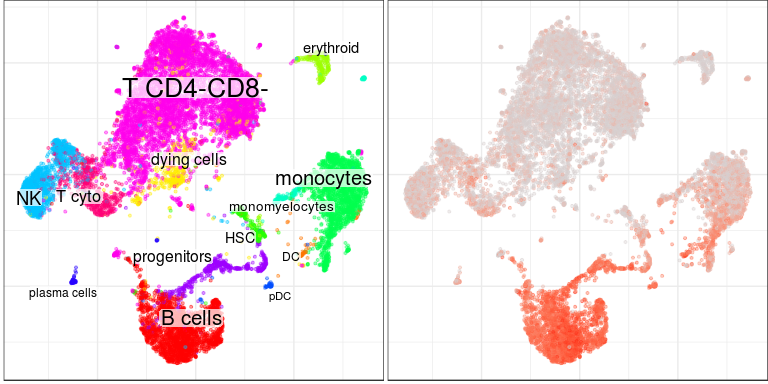 erythroid
T CD4-CD8-
dying cells
monocytes
NK
T cyto
monomyelocytes
HSC
progenitors
DC
plasma cells
pDC
B cells